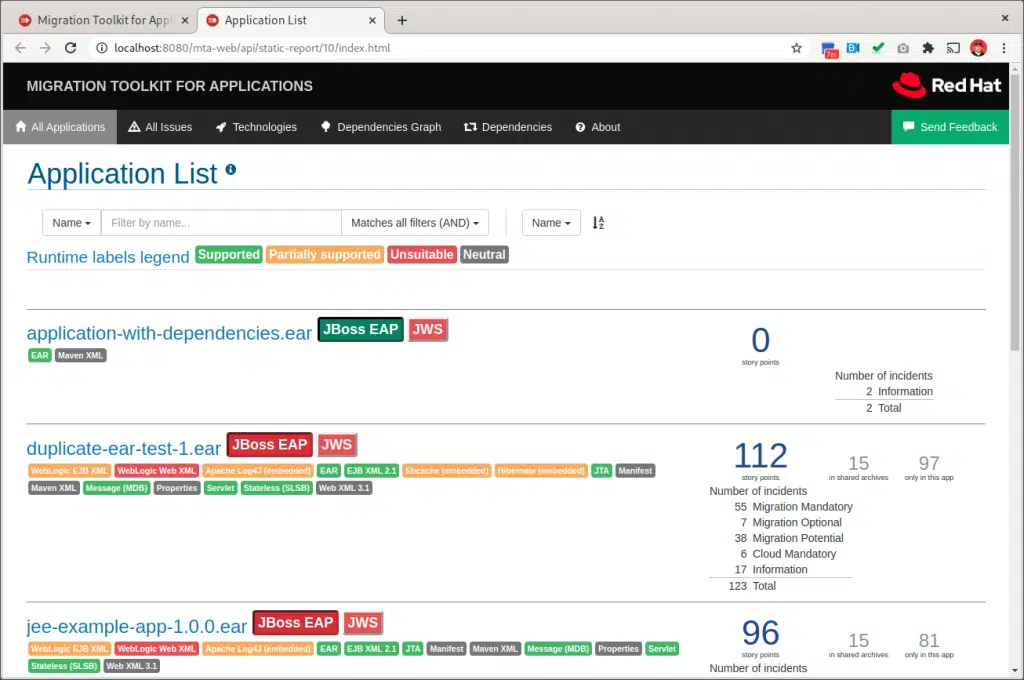 Migration Toolkit for Appl
Application List
localhost:8080/mta-web/api/static-report/10/index.html
7m
MIGRATION TOOLKIT FOR APPLICATIONS
Red Hat
All Applications All Issues Technologies Dependencies Graph Dependencies About Send Feedback
Application List
Name Filter by name... Matches all filters (AND) Name
Runtime labels legend Supported Partially supported Unsuitable Neutral
application-with-dependencies.ear JBoss EAP JWS
EAR Maven XML
0
story points
Number of incidents
2 Information
2 Total
duplicate-ear-test-1.ear JBoss EAP JWS
WebLogic EJB XML WebLogic Web XML Apache Log4J (embedded) EAR EJB XML 2.1 Ehcache (embedded) Hibernate (embedded) JTA Manifest
Maven XML Message (MDB) Properties Servlet Stateless (SLSB) Web XML 3.1
112 15 97
story points in shared archives only in this app
Number of incidents
55 Migration Mandatory
7 Migration Optional
38 Migration Potential
6 Cloud Mandatory
17 Information
123 Total
jee-example-app-1.0.0.ear JBoss EAP JWS
WebLogic EJB XML WebLogic Web XML Apache Log4J (embedded) EAR EJB XML 2.1 JTA Manifest Maven XML Message (MDB) Properties Servlet
Stateless (SLSB) Web XML 3.1
96 15 81
story points in shared archives only in this app
Number of incidents